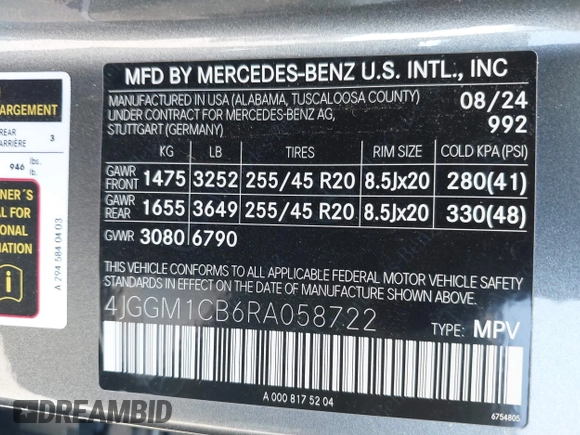 MFD BY MERCEDES-BENZ U.S. INTL., INC
MANUFACTURED IN USA (ALABAMA, TUSCALOOSA COUNTY) 08/24
UNDER CONTRACT FOR MERCEDES-BENZ AG, 992
STUTTGART (GERMANY)
KG LB TIRES RIM SIZE COLD KPA (PSI)
GAWR FRONT 1475 3252 255/45 R20 8.5Jx20 280(41)
GAWR REAR 1655 3649 255/45 R20 8.5Jx20 330(48)
GVWR 3080 6790
THIS VEHICLE CONFORMS TO ALL APPLICABLE FEDERAL MOTOR VEHICLE SAFETY
STANDARDS IN EFFECT ON THE DATE OF MANUFACTURE SHOWN ABOVE.
4JGGM1CB6RA058722
TYPE: MPV
A 000 817 52 04
6754805
ARGEMENT
REAR 3
ARRIÈRE
946 lbs.
lb.
NER´S
AL FOR
TIONAL
MATION
i
A 294 584 04 03
DREAMBID